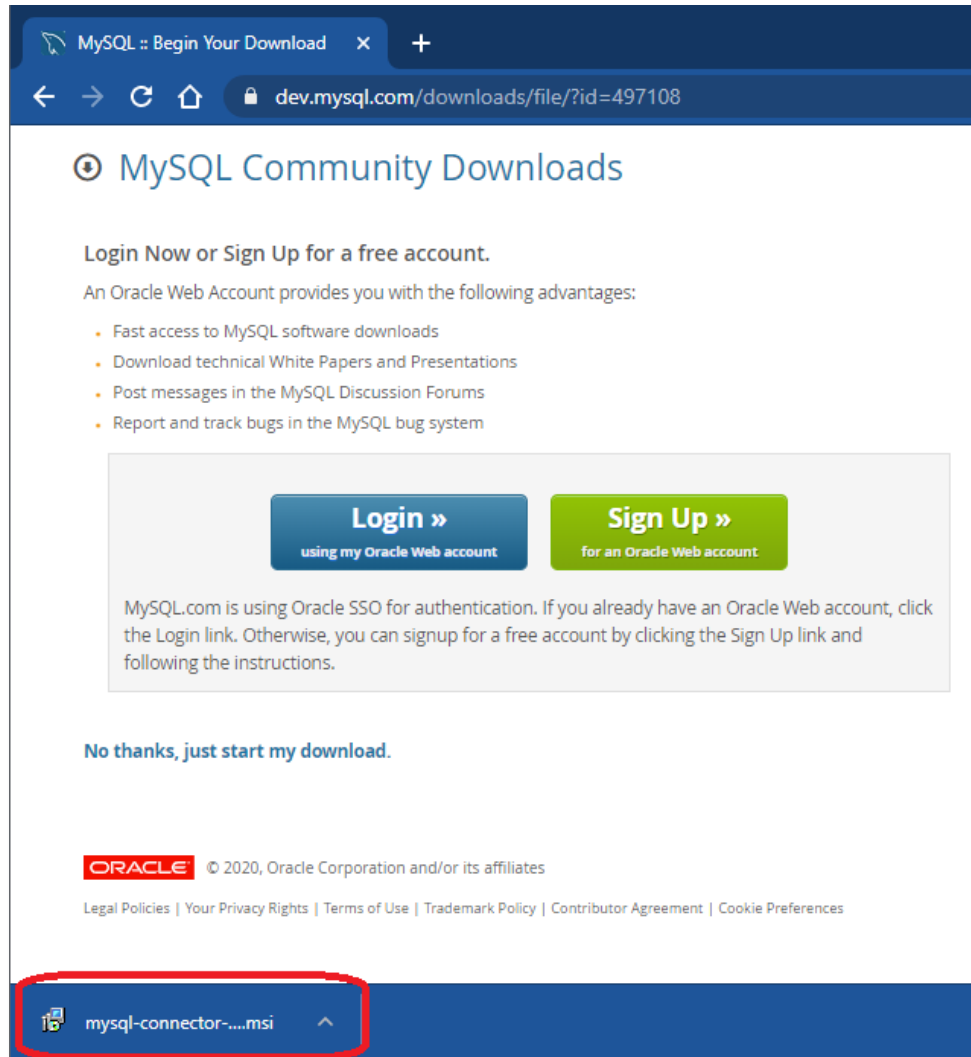 MySQL :: Begin Your Download
dev.mysql.com/downloads/file/?id=497108
MySQL Community Downloads
Login Now or Sign Up for a free account.
An Oracle Web Account provides you with the following advantages:
Fast access to MySQL software downloads
Download technical White Papers and Presentations
Post messages in the MySQL Discussion Forums
Report and track bugs in the MySQL bug system
Login »
using my Oracle Web account
Sign Up »
for an Oracle Web account
MySQL.com is using Oracle SSO for authentication. If you already have an Oracle Web account, click
the Login link. Otherwise, you can signup for a free account by clicking the Sign Up link and
following the instructions.
No thanks, just start my download.
ORACLE © 2020, Oracle Corporation and/or its affiliates
Legal Policies | Your Privacy Rights | Terms of Use | Trademark Policy | Contributor Agreement | Cookie Preferences
mysql-connector-....msi